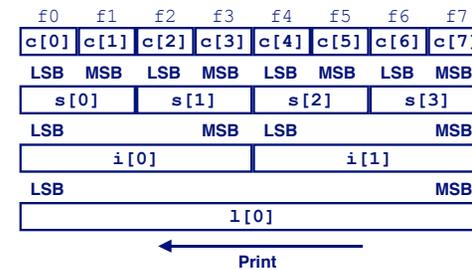 f0 f1 f2 f3 f4 f5 f6 f7
c[0] c[1] c[2] c[3] c[4] c[5] c[6] c[7]
LSB MSB LSB MSB LSB MSB LSB MSB
s[0] s[1] s[2] s[3]
LSB MSB LSB MSB
i[0] i[1]
LSB MSB
l[0]
Print